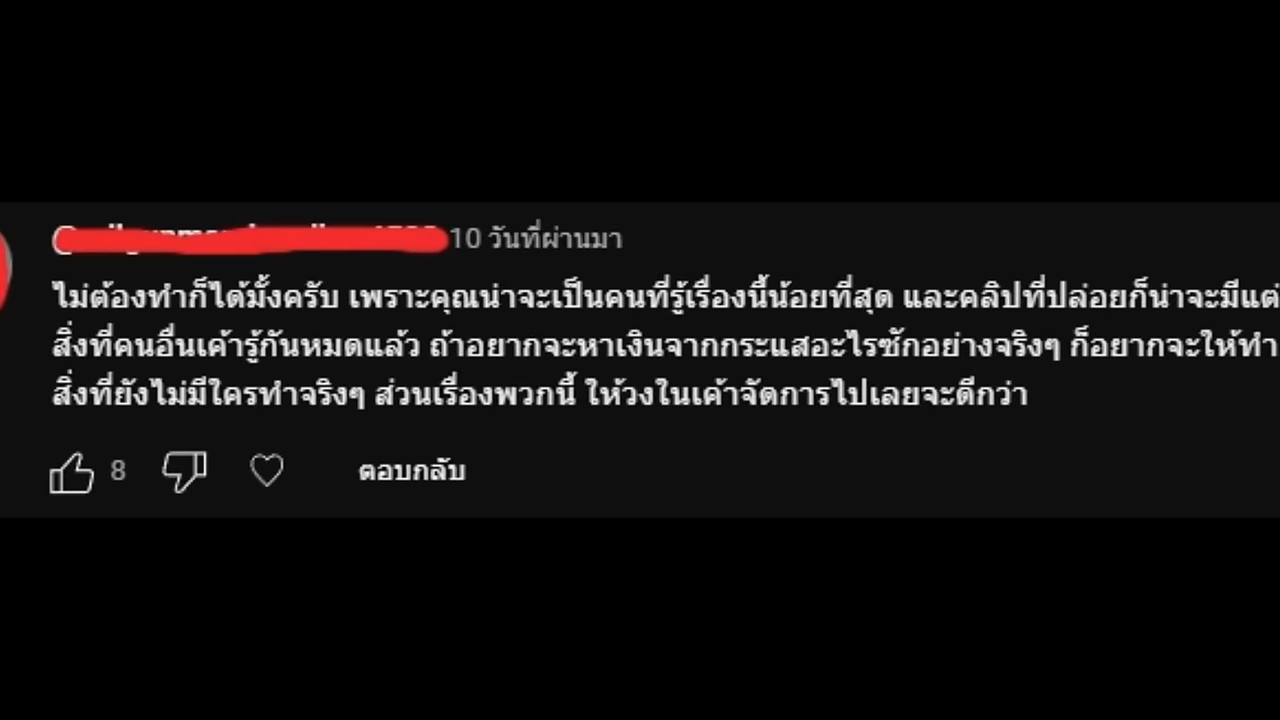 10 วันที่ผ่านมา
ไม่ต้องทำก็ได้มั้งครับ เพราะคุณน่าจะเป็นคนที่รู้เรื่องนี้น้อยที่สุด และคลิปที่ปล่อยก็น่าจะมีแต่
สิ่งที่คนอื่นเค้ารู้กันหมดแล้ว ถ้าอยากจะหาเงินจากกระแสอะไรซักอย่างจริงๆ ก็อยากจะให้ทำ
สิ่งที่ยังไม่มีใครทำจริงๆ ส่วนเรื่องพวกนี้ ให้วงในเค้าจัดการไปเลยจะดีกว่า
8 ตอบกลับ